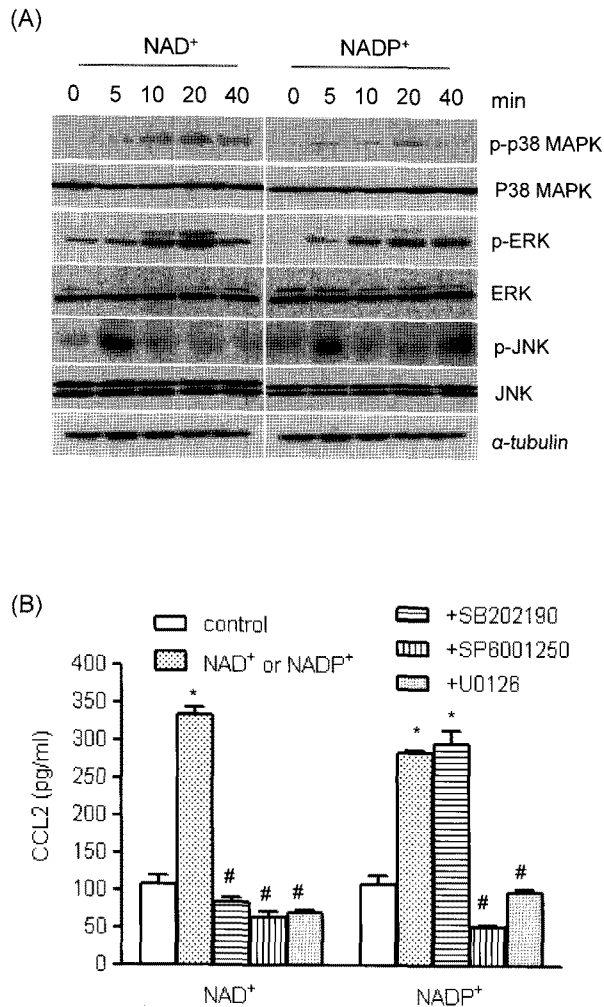 (A)
NAD⁺ NADP⁺
0 5 10 20 40 0 5 10 20 40 min
p-p38 MAPK
P38 MAPK
p-ERK
ERK
p-JNK
JNK
α-tubulin
(B)
control
NAD⁺ or NADP⁺
+SB202190
+SP6001250
+U0126
CCL2 (pg/ml)
400
350
300
250
200
150
100
50
0
* # # # * * # #
NAD⁺ NADP⁺